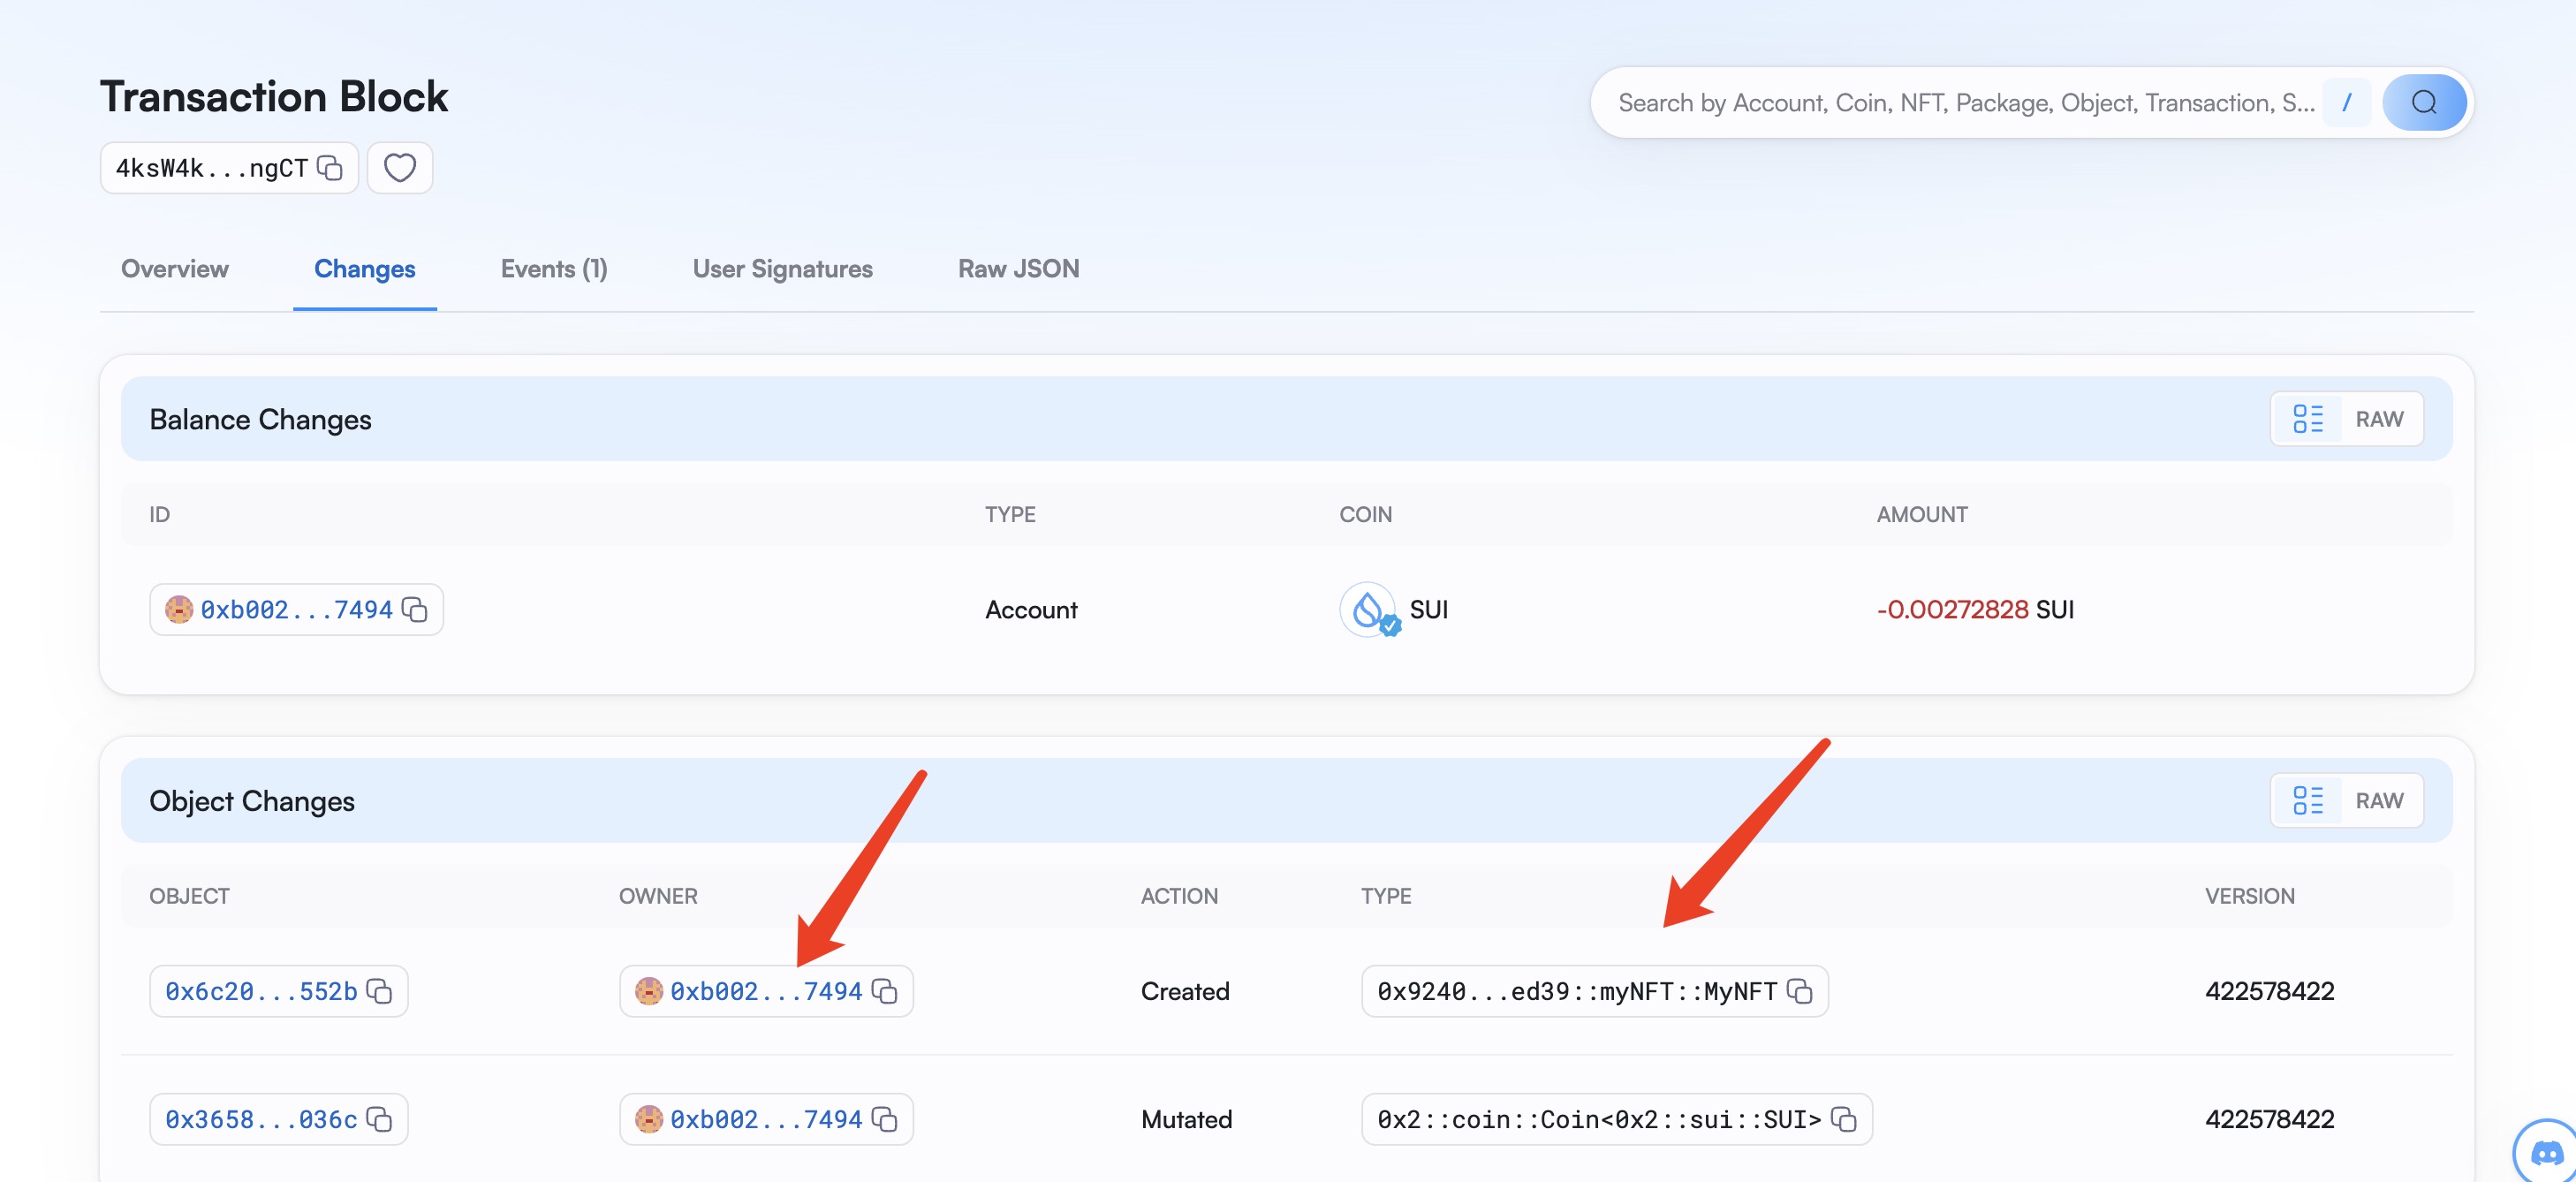 Transaction Block
Search by Account, Coin, NFT, Package, Object, Transaction, S... /
4ksW4k...ngCT
Overview Changes Events (1) User Signatures Raw JSON
Balance Changes RAW
ID TYPE COIN AMOUNT
0xb002...7494 Account SUI -0.00272828 SUI
Object Changes RAW
OBJECT OWNER ACTION TYPE VERSION
0x6c20...552b 0xb002...7494 Created 0x9240...ed39::myNFT::MyNFT 422578422
0x3658...036c 0xb002...7494 Mutated 0x2::coin::Coin<0x2::sui::SUI> 422578422